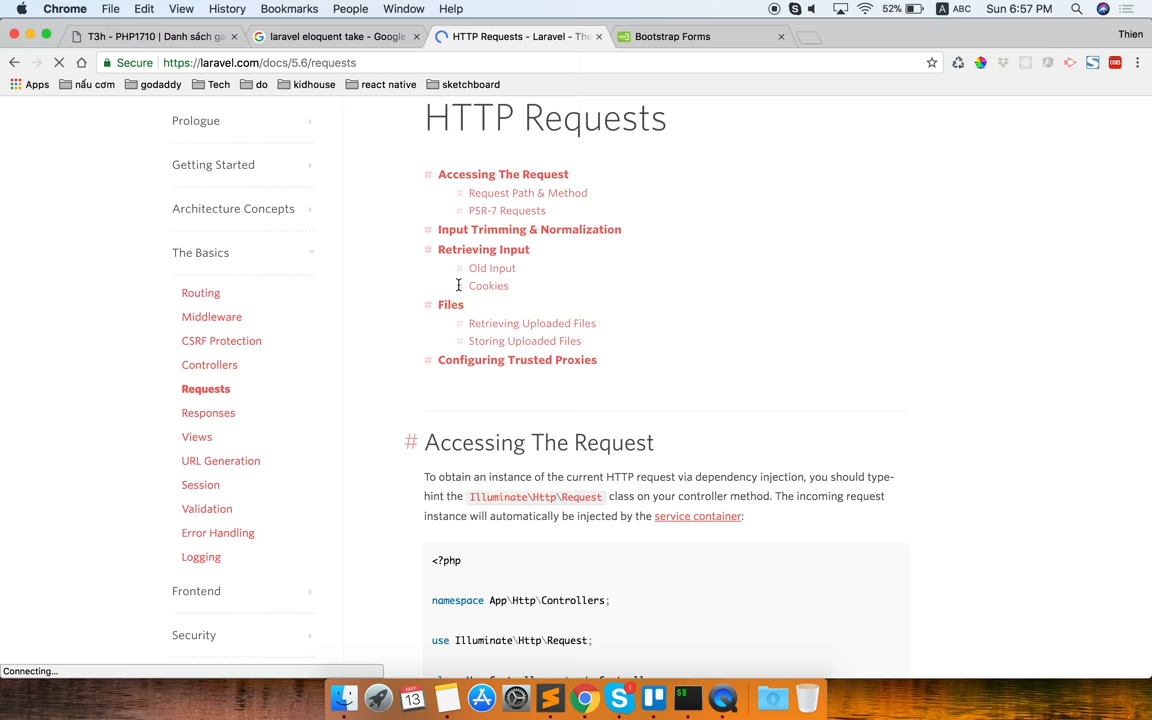 Chrome File Edit View History Bookmarks People Window Help 52% A ABC Sun 6:57 PM
T3h - PHP1710 | Danh sách ga × laravel eloquent take - Google × HTTP Requests - Laravel - The × Bootstrap Forms × Thien
Secure https://laravel.com/docs/5.6/requests
Apps nấu cơm godaddy Tech do kidhouse react native sketchboard
HTTP Requests
# Accessing The Request
# Request Path & Method
# PSR-7 Requests
# Input Trimming & Normalization
# Retrieving Input
# Old Input
Cookies
# Files
# Retrieving Uploaded Files
# Storing Uploaded Files
# Configuring Trusted Proxies
Prologue
Getting Started
Architecture Concepts
The Basics
Routing
Middleware
CSRF Protection
Controllers
Requests
Responses
Views
URL Generation
Session
Validation
Error Handling
Logging
Frontend
Security
# Accessing The Request
To obtain an instance of the current HTTP request via dependency injection, you should type-
hint the Illuminate\Http\Request class on your controller method. The incoming request
instance will automatically be injected by the service container:
<?php
namespace App\Http\Controllers;
use Illuminate\Http\Request;
Connecting...
MAY
13
1